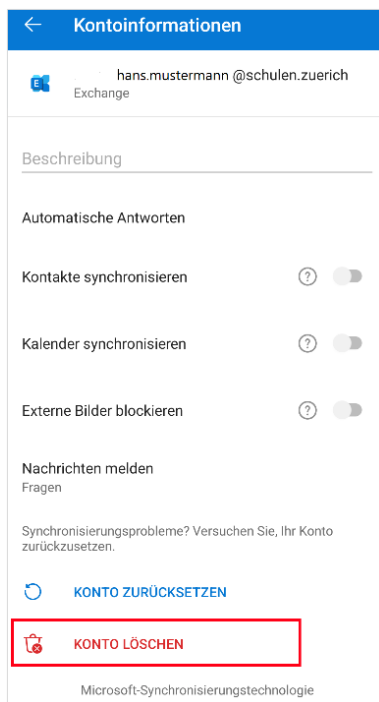 Kontoinformationen
hans.mustermann @schulen.zuerich
E
Exchange
Beschreibung
Automatische Antworten
Kontakte synchronisieren ?
Kalender synchronisieren ?
Externe Bilder blockieren ?
Nachrichten melden
Fragen
Synchronisierungsprobleme? Versuchen Sie, Ihr Konto
zurückzusetzen.
KONTO ZURÜCKSETZEN
KONTO LÖSCHEN
Microsoft-Synchronisierungstechnologie